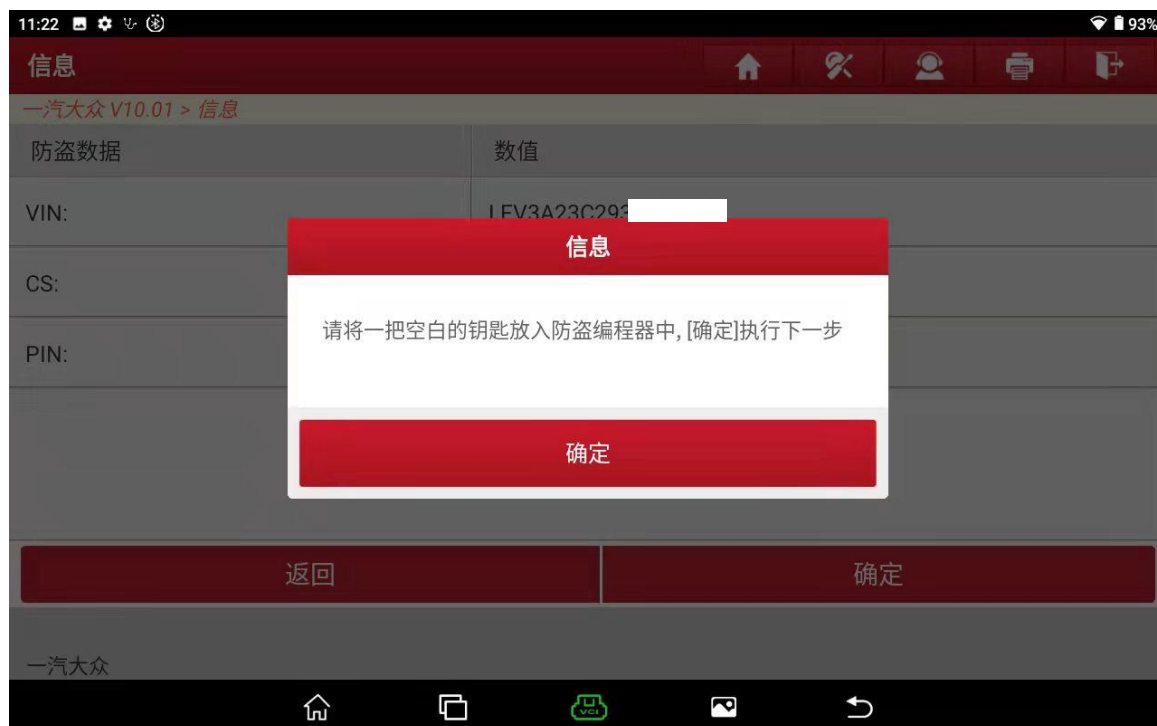 11:22
93%
信息
一汽大众 V10.01 > 信息
防盗数据
数值
VIN:
LFV3A23C293
信息
CS:
请将一把空白的钥匙放入防盗编程器中, [确定]执行下一步
PIN:
确定
返回
确定
一汽大众
VCI